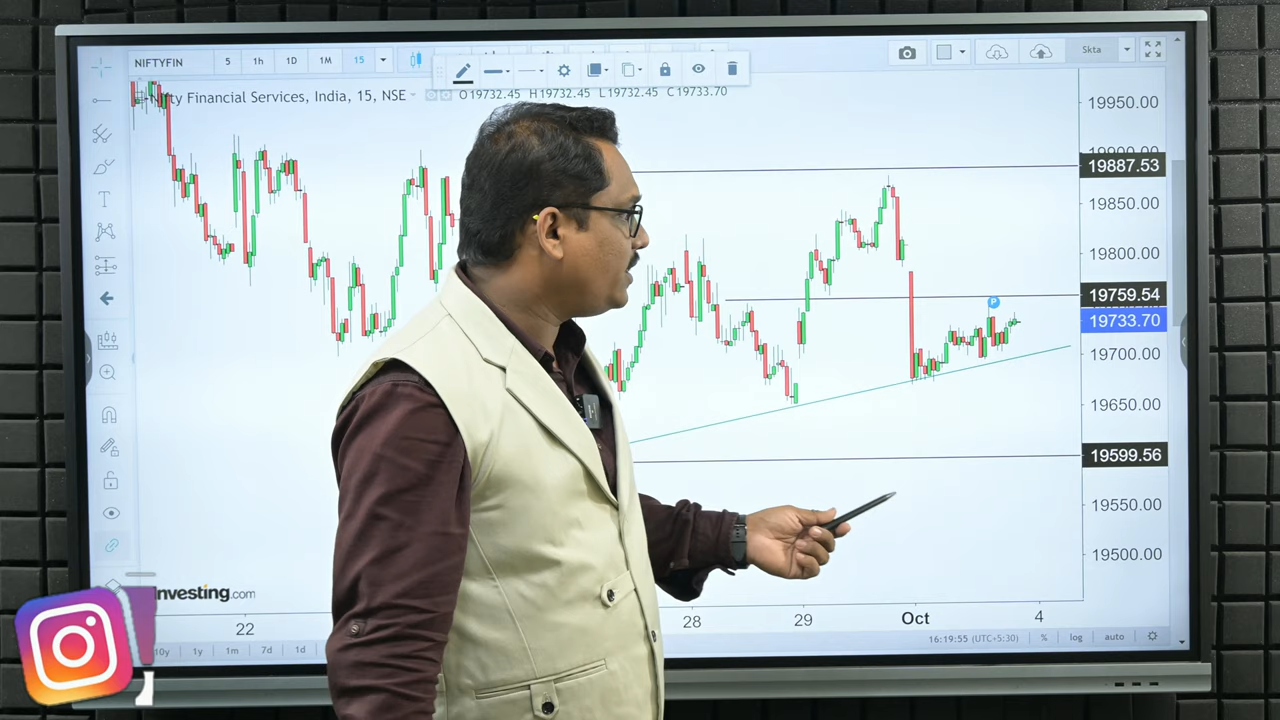 NIFTYFIN 5 1h 1D 1M 15 Skta
Nifty Financial Services, India, 15, NSE O19732.45 H19732.45 L19732.45 C19733.70
19950.00
19900.00
19887.53
19850.00
19800.00
19759.54
19733.70
19700.00
19650.00
19599.56
19550.00
19500.00
T
P
Investing.com
22 28 29 Oct 4
10y 1y 1m 7d 1d 16:19:55 (UTC+5:30) % log auto